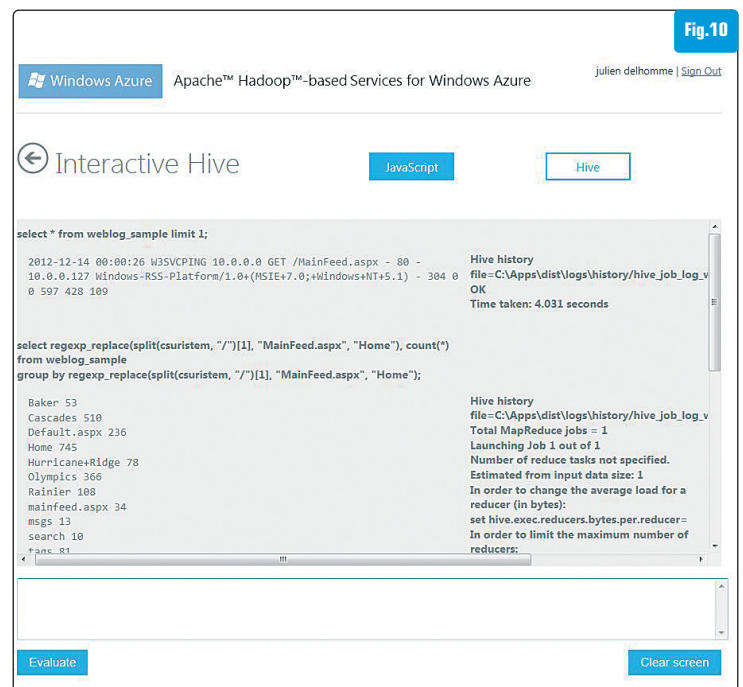 Fig.10
Windows Azure
Apache™ Hadoop™-based Services for Windows Azure
julien delhomme | Sign Out
Interactive Hive
JavaScript
Hive
select * from weblog_sample limit 1;
2012-12-14 00:00:26 W3SVCPING 10.0.0.0 GET /MainFeed.aspx - 80 -
10.0.0.127 Windows-RSS-Platform/1.0+(MSIE+7.0;+Windows+NT+5.1) - 304 0
0 597 428 109
Hive history
file=C:\Apps\dist\logs\history/hive_job_log_w
OK
Time taken: 4.031 seconds
select regexp_replace(split(csuristem, "/")[1], "MainFeed.aspx", "Home"), count(*)
from weblog_sample
group by regexp_replace(split(csuristem, "/")[1], "MainFeed.aspx", "Home");
Baker 53
Cascades 510
Default.aspx 236
Home 745
Hurricane+Ridge 78
Olympics 366
Rainier 108
mainfeed.aspx 34
msgs 13
search 10
tags 81
Hive history
file=C:\Apps\dist\logs\history/hive_job_log_w
Total MapReduce jobs = 1
Launching Job 1 out of 1
Number of reduce tasks not specified.
Estimated from input data size: 1
In order to change the average load for a
reducer (in bytes):
set hive.exec.reducers.bytes.per.reducer=
In order to limit the maximum number of
reducers:
Evaluate
Clear screen